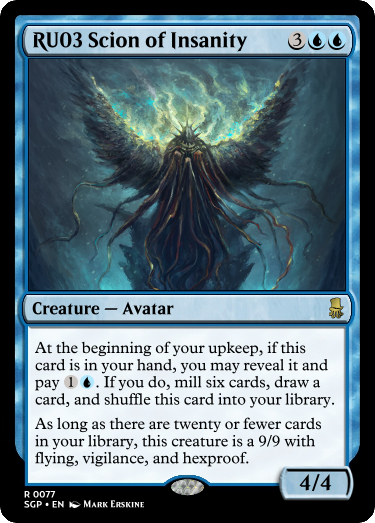 RU03 Scion of Insanity 3
Creature — Avatar
At the beginning of your upkeep, if this
card is in your hand, you may reveal it and
pay 1 . If you do, mill six cards, draw a
card, and shuffle this card into your library.
As long as there are twenty or fewer cards
in your library, this creature is a 9/9 with
flying, vigilance, and hexproof.
4/4
R 0077
SGP • EN Mark Erskine